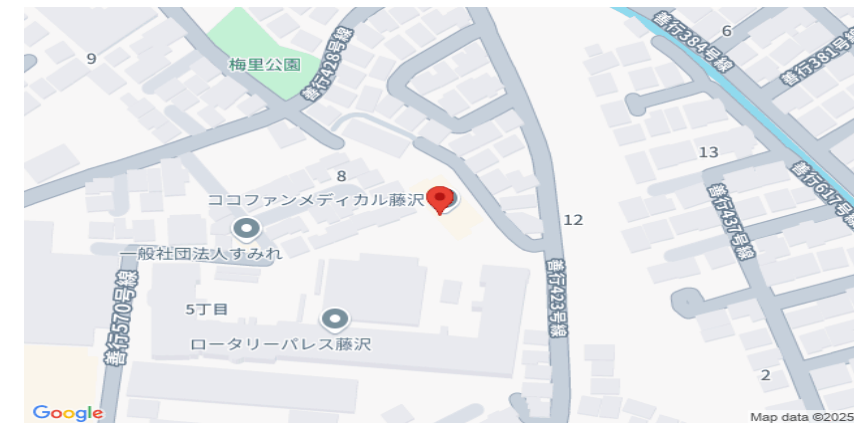 善行384号線
6
善行381号線
9
梅里公園
善行428号線
13
8
善行617号線
ココファンメディカル藤沢
善行437号線
12
一般社団法人すみれ
善行570号線
善行423号線
5丁目
ロータリーパレス藤沢
2
Google
Map data ©2025